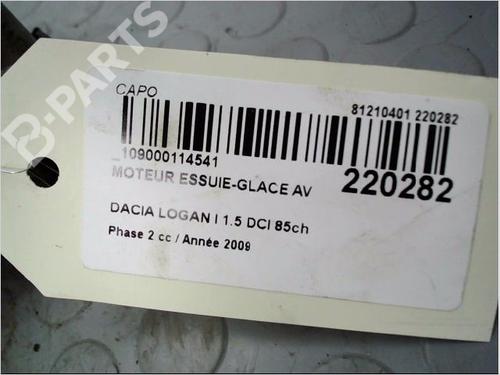 B-PARTS
CAPO
81210401 220282
_109000114541
MOTEUR ESSUIE-GLACE AV
220282
DACIA LOGAN I 1.5 DCI 85ch
Phase 2 cc / Année 2009